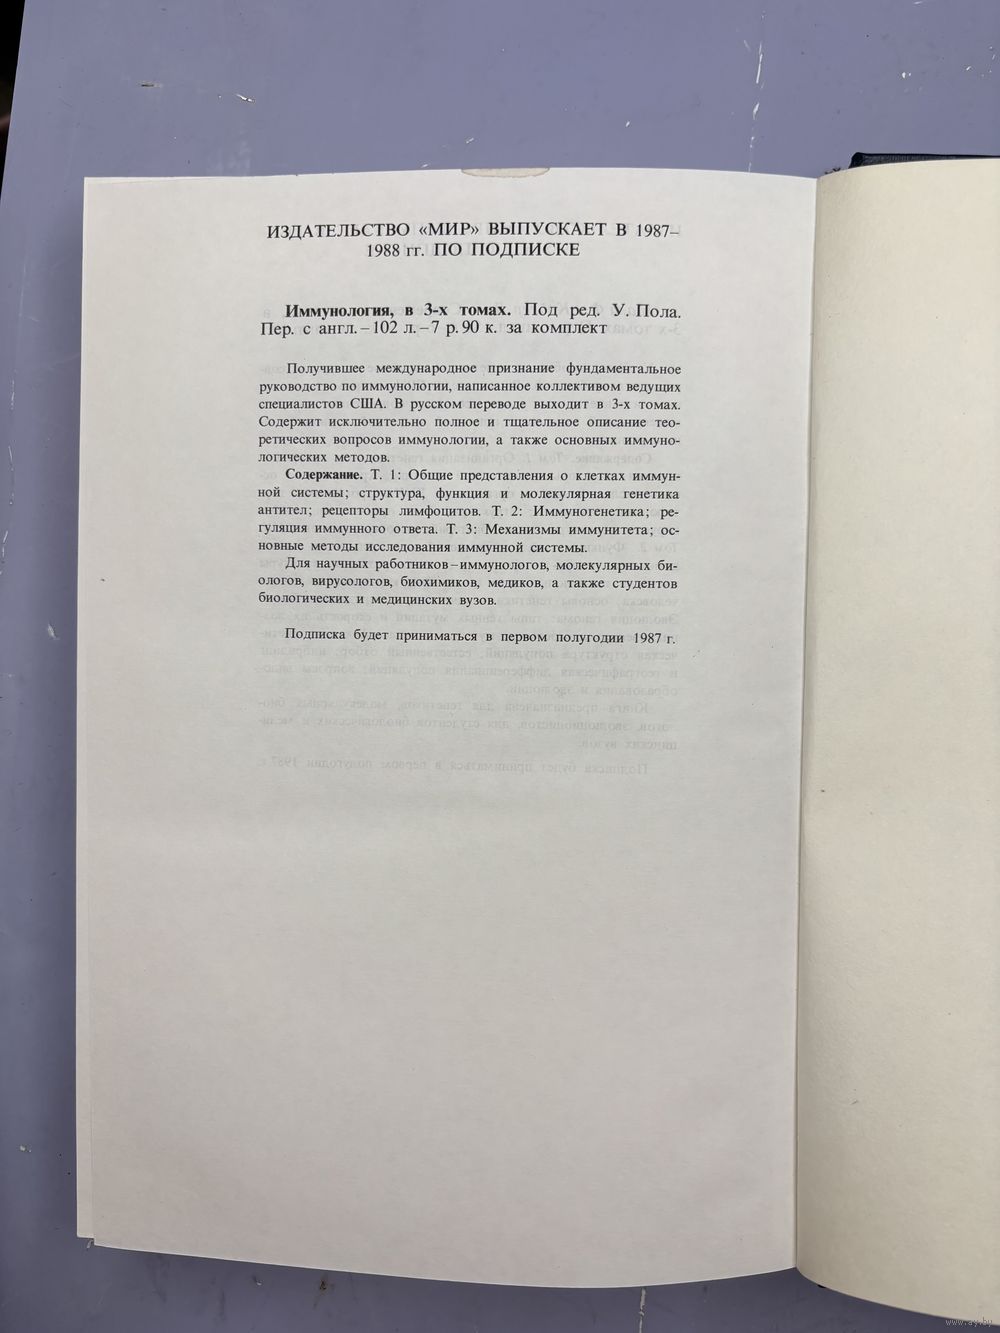 ИЗДАТЕЛЬСТВО «МИР» ВЫПУСКАЕТ В 1987–
1988 гг. ПО ПОДПИСКЕ
Иммунология, в 3-х томах. Под ред. У. Пола.
Пер. с англ. – 102 л. – 7 р. 90 к. за комплект
Получившее международное признание фундаментальное
руководство по иммунологии, написанное коллективом ведущих
специалистов США. В русском переводе выходит в 3-х томах.
Содержит исключительно полное и тщательное описание тео-
ретических вопросов иммунологии, а также основных иммуно-
логических методов.
Содержание. Т. 1: Общие представления о клетках иммун-
ной системы; структура, функция и молекулярная генетика
антител; рецепторы лимфоцитов. Т. 2: Иммуногенетика; ре-
гуляция иммунного ответа. Т. 3: Механизмы иммунитета; ос-
новные методы исследования иммунной системы.
Для научных работников – иммунологов, молекулярных би-
ологов, вирусологов, биохимиков, медиков, а также студентов
биологических и медицинских вузов.
Подписка будет приниматься в первом полугодии 1987 г.
www.ay.by